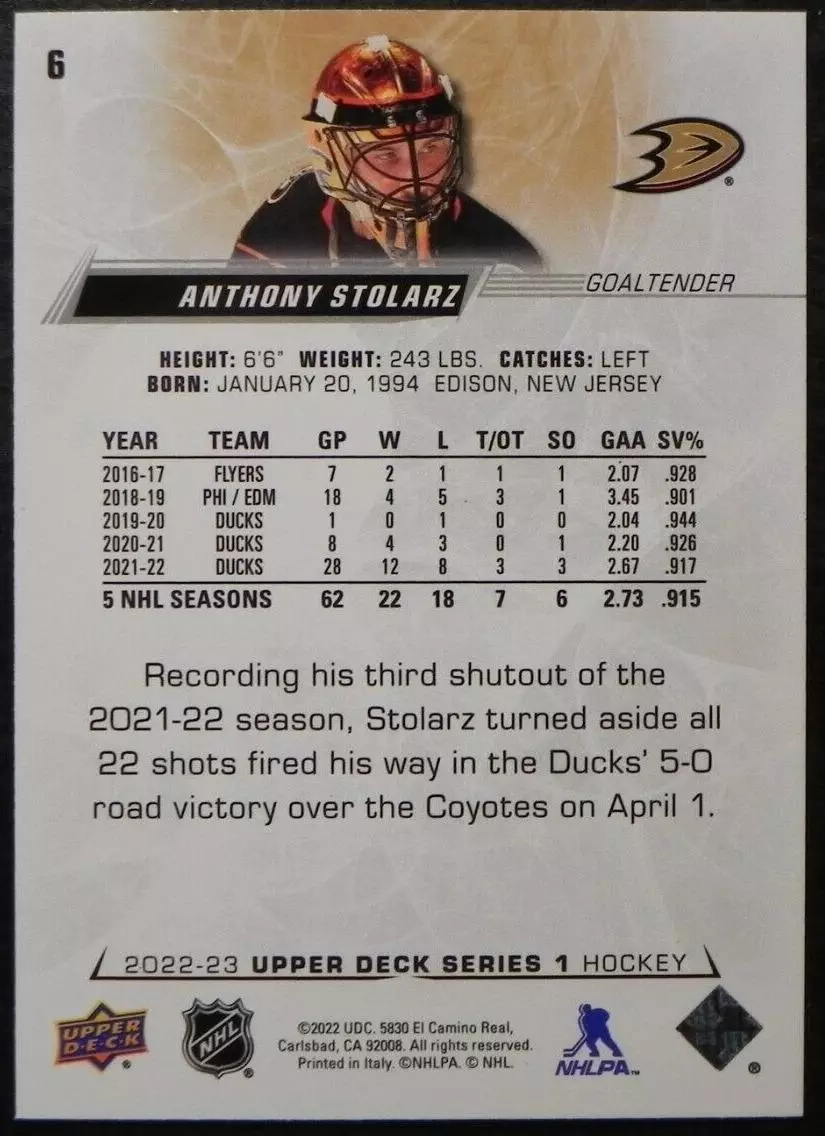 6
®
ANTHONY STOLARZ
GOALTENDER
HEIGHT: 6'6" WEIGHT: 243 LBS. CATCHES: LEFT
BORN: JANUARY 20, 1994 EDISON, NEW JERSEY
YEAR TEAM GP W L T/OT SO GAA SV%
2016-17 FLYERS 7 2 1 1 1 2.07 .928
2018-19 PHI / EDM 18 4 5 3 1 3.45 .901
2019-20 DUCKS 1 0 1 0 0 2.04 .944
2020-21 DUCKS 8 4 3 0 1 2.20 .926
2021-22 DUCKS 28 12 8 3 3 2.67 .917
5 NHL SEASONS 62 22 18 7 6 2.73 .915
Recording his third shutout of the
2021-22 season, Stolarz turned aside all
22 shots fired his way in the Ducks' 5-0
road victory over the Coyotes on April 1.
2022-23 UPPER DECK SERIES 1 HOCKEY
UPPER
D·E·C·K
®
NHL
®
©2022 UDC. 5830 El Camino Real,
Carlsbad, CA 92008. All rights reserved.
Printed in Italy. ©NHLPA. © NHL.
NHLPA™
®